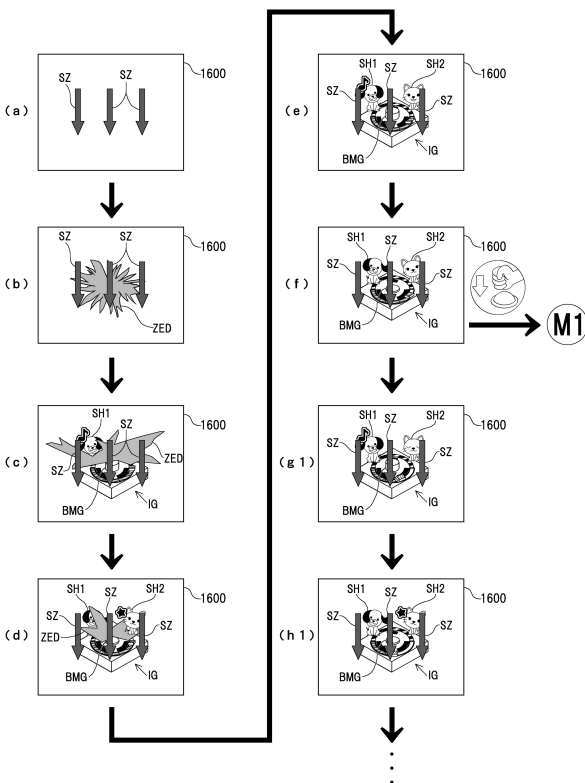 (a)
SZ
SZ
1600
(b)
SZ
SZ
1600
ZED
(c)
SH1
SZ
1600
ZED
SZ
BMG
IG
(d)
SH1
SZ
SH2
1600
SZ
ZED
SZ
BMG
IG
(e)
SH1
SZ
SH2
1600
SZ
SZ
BMG
IG
(f)
SH1
SZ
SH2
1600
SZ
SZ
BMG
IG
M1
(g1)
SH1
SZ
SH2
1600
SZ
SZ
BMG
IG
(h1)
SH1
SZ
SH2
1600
SZ
SZ
BMG
IG